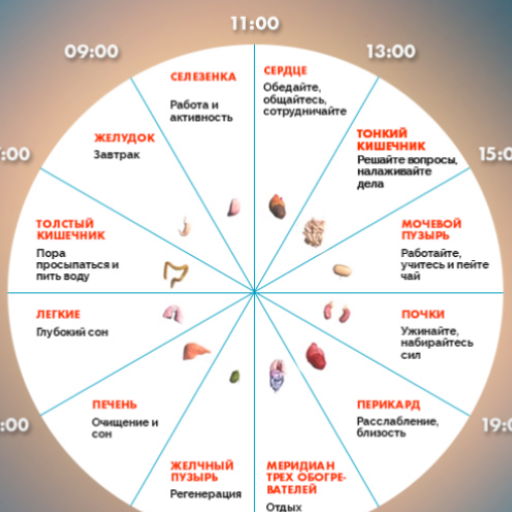 11:00
09:00
13:00
:00
15:0
СЕЛЕЗЕНКА
Работа и
активность
СЕРДЦЕ
Обедайте,
общайтесь,
сотрудничайте
ЖЕЛУДОК
Завтрак
ТОНКИЙ
КИШЕЧНИК
Решайте вопросы,
налаживайте
дела
ТОЛСТЫЙ
КИШЕЧНИК
Пора
просыпаться и
пить воду
МОЧЕВОЙ
ПУЗЫРЬ
Работайте,
учитесь и пейте
чай
ЛЕГКИЕ
Глубокий сон
ПОЧКИ
Ужинайте,
набирайтесь
сил
ПЕЧЕНЬ
Очищение и
сон
ПЕРИКАРД
Расслабление,
близость
:00
19:0
ЖЕЛЧНЫЙ
ПУЗЫРЬ
Регенерация
МЕРИДИАН
ТРЕХ ОБОГРЕ-
ВАТЕЛЕЙ
Отдых